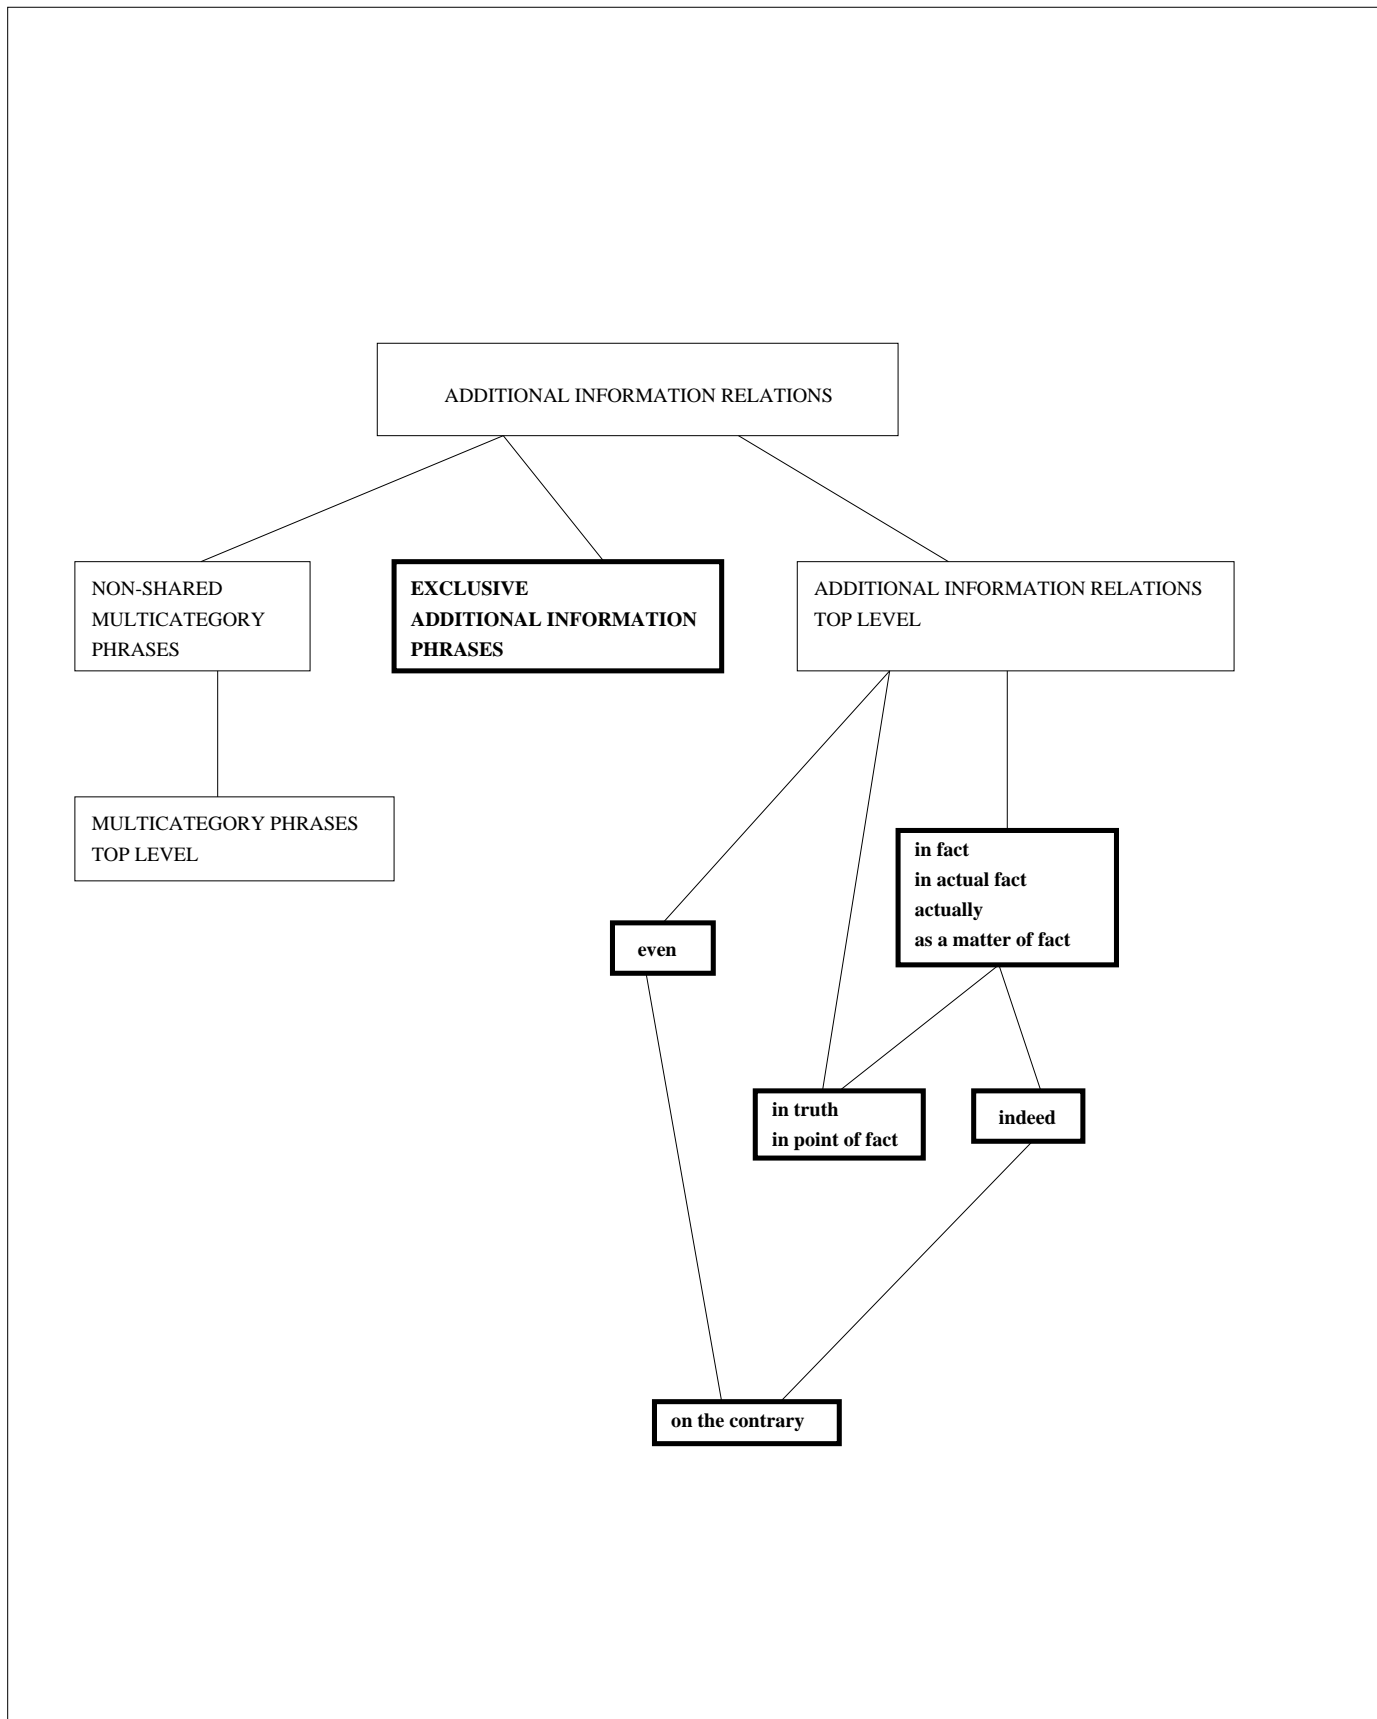 ADDITIONAL INFORMATION RELATIONS
NON-SHARED
MULTICATEGORY
PHRASES
EXCLUSIVE
ADDITIONAL INFORMATION
PHRASES
ADDITIONAL INFORMATION RELATIONS
TOP LEVEL
MULTICATEGORY PHRASES
TOP LEVEL
in fact
in actual fact
actually
as a matter of fact
even
in truth
in point of fact
indeed
on the contrary